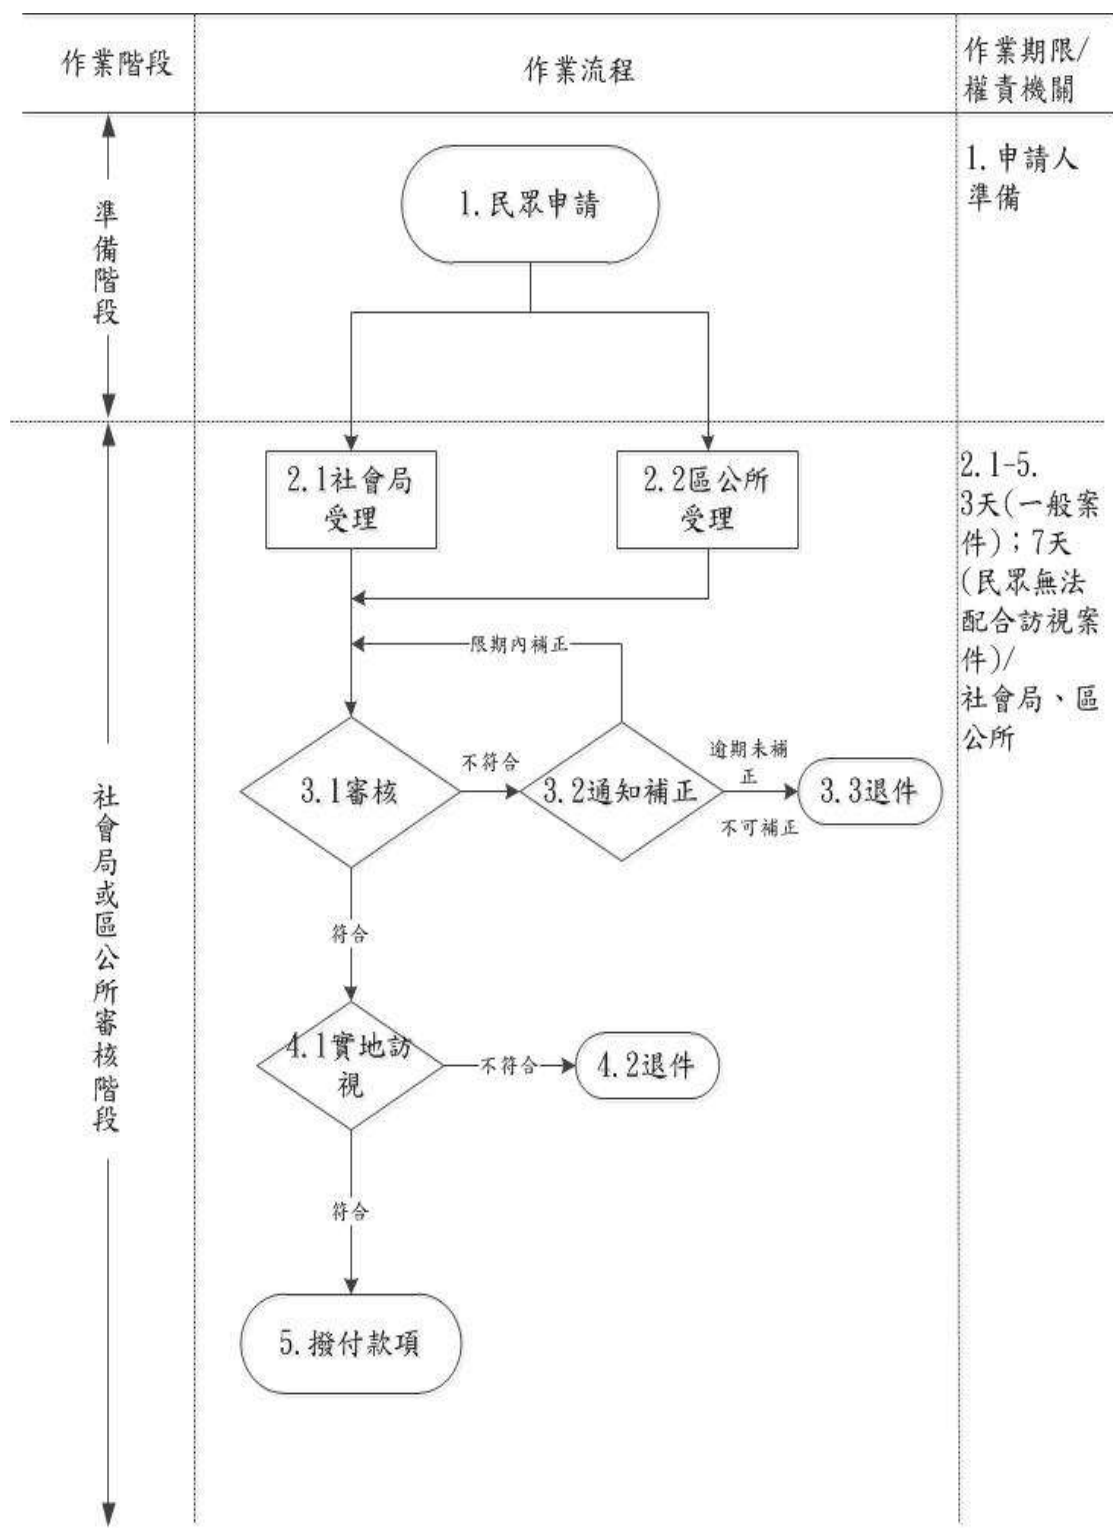 作業階段
作業流程
作業期限/
權責機關
準備階段
1.民眾申請
1.申請人
準備
社會局或區公所審核階段
2.1社會局
受理
2.2區公所
受理
2.1-5.
3天(一般案
件)；7天
(民眾無法
配合訪視案
件)/
社會局、區
公所
限期內補正
3.1審核
不符合
3.2通知補正
逾期未補
正
不可補正
3.3退件
符合
4.1實地訪
視
不符合
4.2退件
符合
5.撥付款項